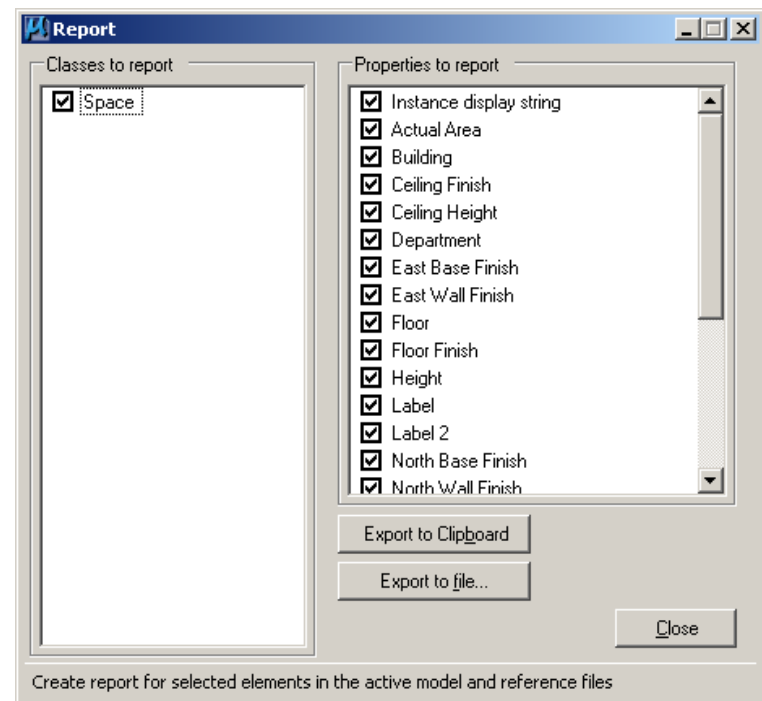 Report
Classes to report
Space
Properties to report
Instance display string
Actual Area
Building
Ceiling Finish
Ceiling Height
Department
East Base Finish
East Wall Finish
Floor
Floor Finish
Height
Label
Label 2
North Base Finish
North Wall Finish
Export to Clipboard
Export to file...
Close
Create report for selected elements in the active model and reference files